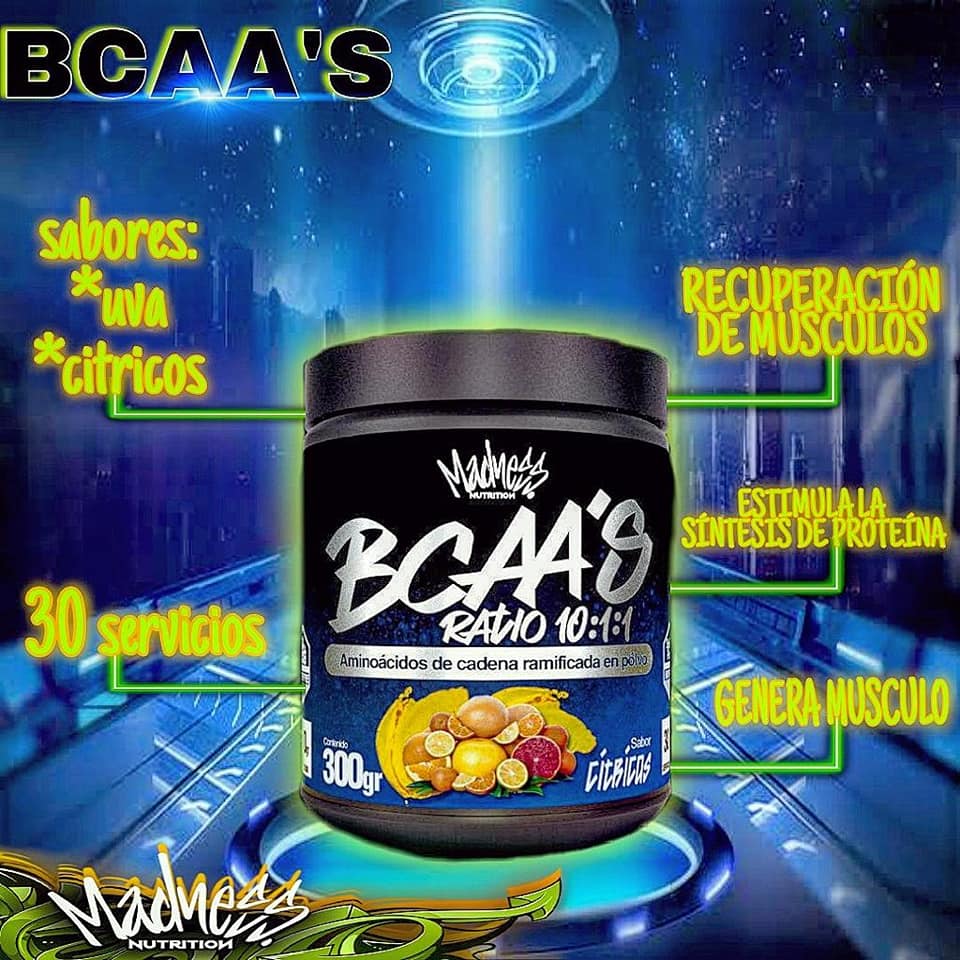 BCAA'S
sabores:
*uva
*citricos
30 servicios
RECUPERACIÓN
DE MUSCULOS
ESTIMULA LA
SÍNTESIS DE PROTEÍNA
GENERA MUSCULO
Madness
NUTRITION
BCAA'S
RATIO 10:1:1
Aminoácidos de cadena ramificada en polvo
Contenido
300gr
Sabor
CÍTRICOS
Madness
NUTRITION